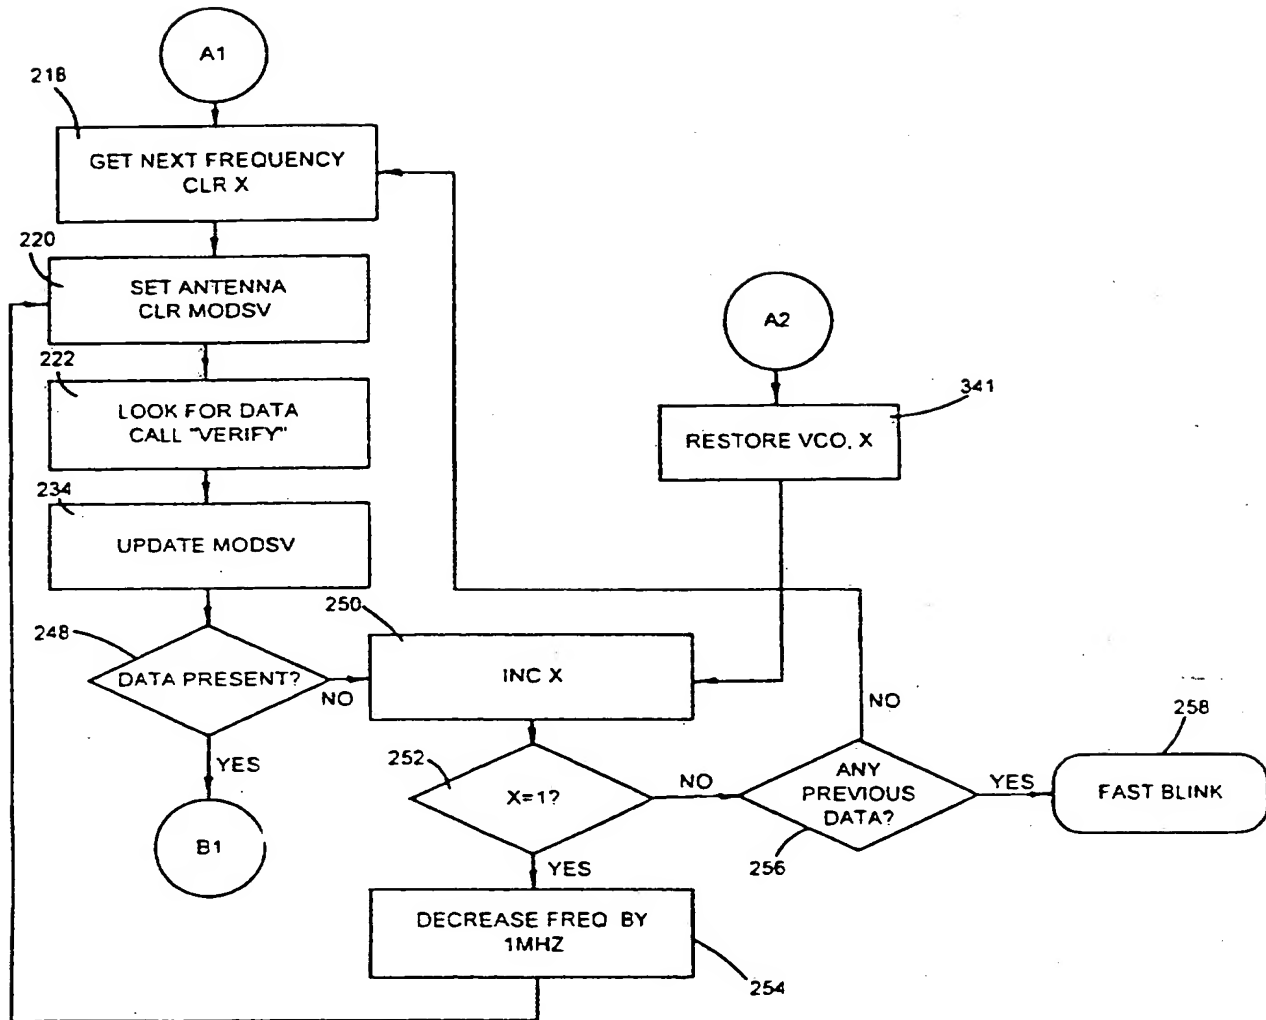 A1
218
GET NEXT FREQUENCY
CLR X
220
SET ANTENNA
CLR MODSV
A2
222
LOOK FOR DATA
CALL "VERIFY"
341
RESTORE VCO, X
234
UPDATE MODSV
250
248
DATA PRESENT?
NO
INC X
NO
258
YES
252
X=1?
NO
ANY
PREVIOUS
DATA?
YES
FAST BLINK
B1
256
YES
DECREASE FREQ BY
1MHZ
254